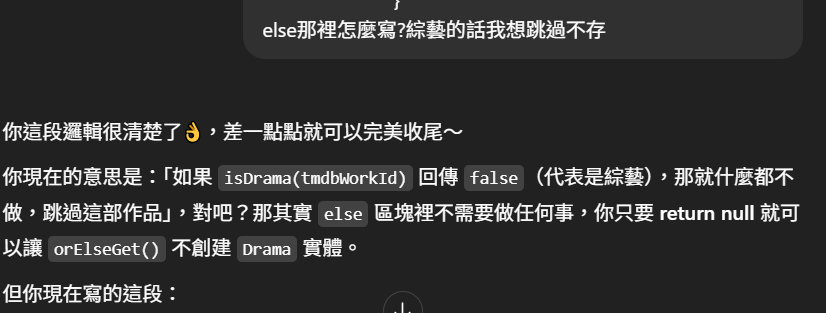 }
else那裡怎麼寫?綜藝的話我想跳過不存
你這段邏輯很清楚了👌，差一點點就可以完美收尾～
你現在的意思是：「如果 isDrama(tmdbWorkId) 回傳 false（代表是綜藝），那就什麼都不
做，跳過這部作品」，對吧？那其實 else 區塊裡不需要做任何事，你只要 return null 就可
以讓 orElseGet() 不創建 Drama 實體。
但你現在寫的這段：